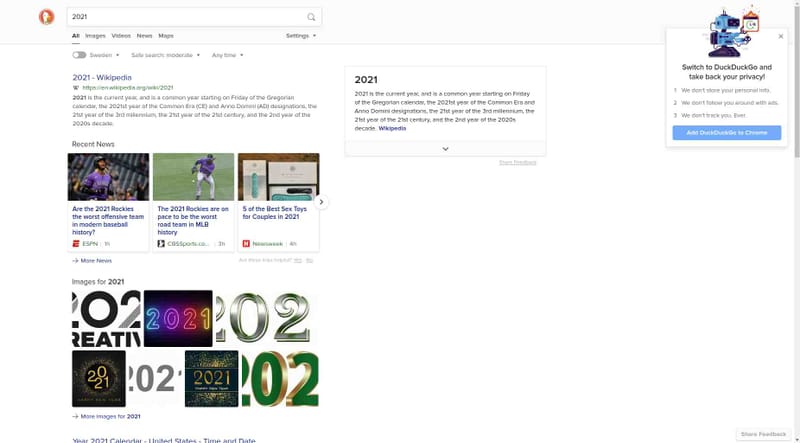 2021
All Images Videos News Maps Settings
Sweden Safe search: moderate Any time
2021 - Wikipedia
https://en.wikipedia.org/wiki/2021
2021 is the current year, and is a common year starting on Friday of the Gregorian
calendar, the 2021st year of the Common Era (CE) and Anno Domini (AD) designations, the
21st year of the 3rd millennium, the 21st year of the 21st century, and the 2nd year of the
2020s decade.
Recent News
Are the 2021 Rockies
the worst offensive team
in modern baseball
history?
ESPN | 1h
The 2021 Rockies are on
pace to be the worst
road team in MLB
history
CBSSports.co... | 3h
5 of the Best Sex Toys
for Couples in 2021
Newsweek | 4h
→ More News
Are these links helpful? Yes No
Images for 2021
202
CREATIV
2021
202
2021
2021
2021
HAPPY NEW YEAR
202
→ More Images for 2021
Year 2021 Calendar - United States - Time and Date
2021
2021 is the current year, and is a common year starting on Friday
of the Gregorian calendar, the 2021st year of the Common Era and
Anno Domini designations, the 21st year of the 3rd millennium, the
21st year of the 21st century, and the 2nd year of the 2020s
decade. Wikipedia
Share Feedback
Switch to DuckDuckGo and
take back your privacy!
1 We don't store your personal info.
2 We don't follow you around with ads.
3 We don't track you. Ever.
Add DuckDuckGo to Chrome
Share Feedback